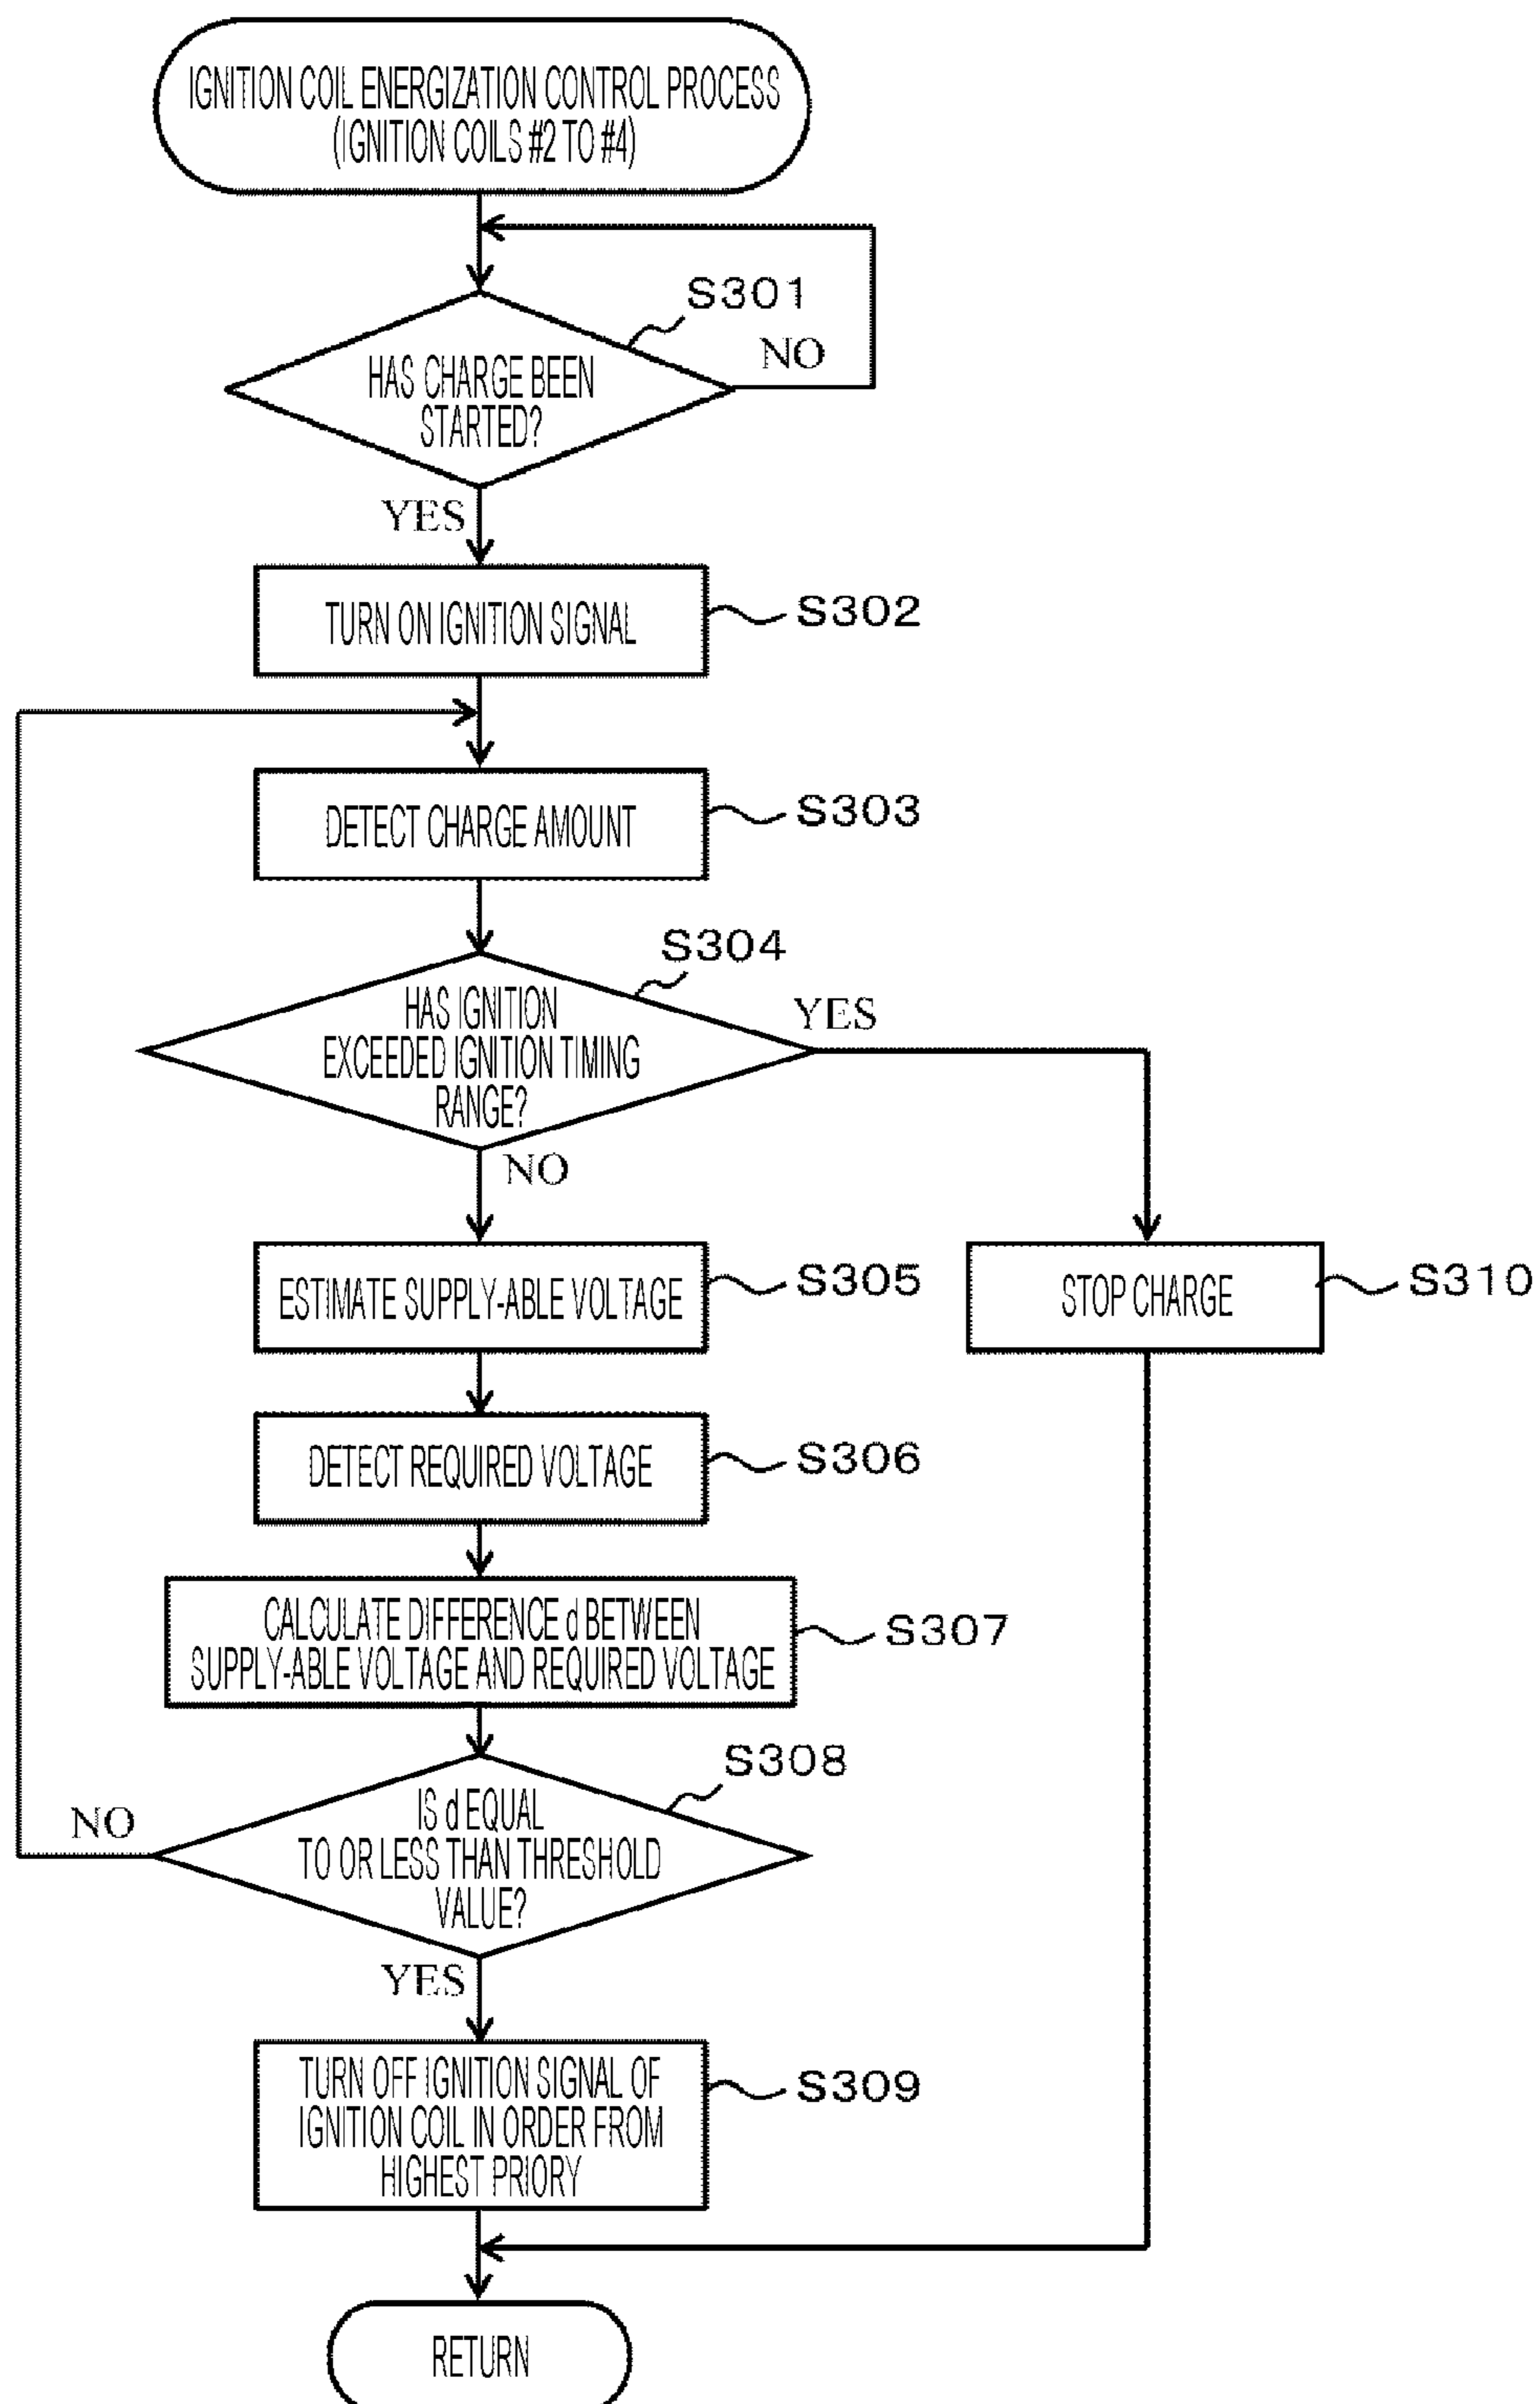 IGNITION COIL ENERGIZATION CONTROL PROCESS
(IGNITION COILS #2 TO #4)
S301
HAS CHARGE BEEN
STARTED?
NO
YES
TURN ON IGNITION SIGNAL
S302
DETECT CHARGE AMOUNT
S303
S304
HAS IGNITION
EXCEEDED IGNITION TIMING
RANGE?
YES
NO
ESTIMATE SUPPLY-ABLE VOLTAGE
S305
STOP CHARGE
S310
DETECT REQUIRED VOLTAGE
S306
CALCULATE DIFFERENCE d BETWEEN
SUPPLY-ABLE VOLTAGE AND REQUIRED VOLTAGE
S307
S308
IS d EQUAL
TO OR LESS THAN THRESHOLD
VALUE?
NO
YES
TURN OFF IGNITION SIGNAL OF
IGNITION COIL IN ORDER FROM
HIGHEST PRIORY
S309
RETURN